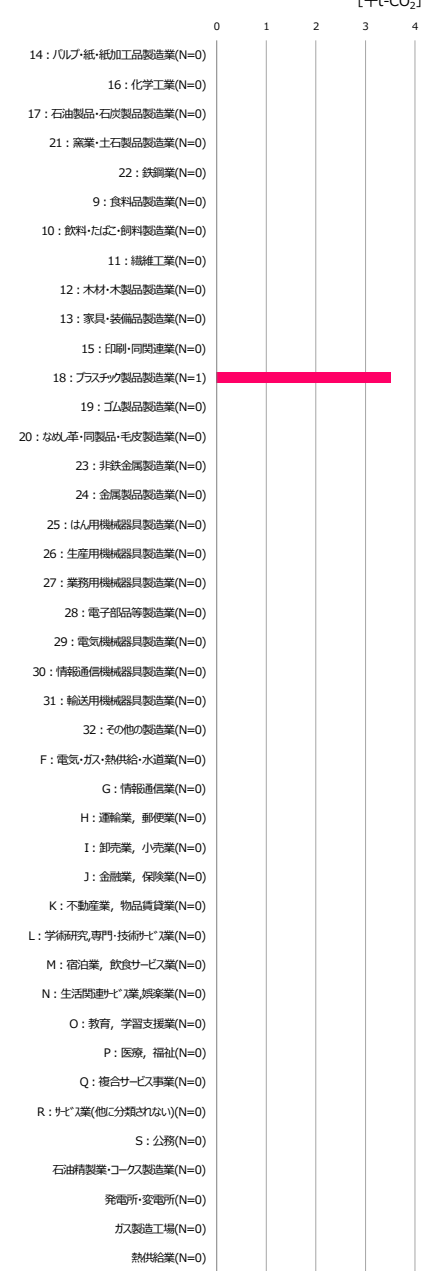 [千t-CO₂]
0 1 2 3 4
14：パルプ・紙・紙加工品製造業(N=0)
16：化学工業(N=0)
17：石油製品・石炭製品製造業(N=0)
21：窯業・土石製品製造業(N=0)
22：鉄鋼業(N=0)
9：食料品製造業(N=0)
10：飲料・たばこ・飼料製造業(N=0)
11：繊維工業(N=0)
12：木材・木製品製造業(N=0)
13：家具・装備品製造業(N=0)
15：印刷・同関連業(N=0)
18：プラスチック製品製造業(N=1)
19：ゴム製品製造業(N=0)
20：なめし革・同製品・毛皮製造業(N=0)
23：非鉄金属製造業(N=0)
24：金属製品製造業(N=0)
25：はん用機械器具製造業(N=0)
26：生産用機械器具製造業(N=0)
27：業務用機械器具製造業(N=0)
28：電子部品等製造業(N=0)
29：電気機械器具製造業(N=0)
30：情報通信機械器具製造業(N=0)
31：輸送用機械器具製造業(N=0)
32：その他の製造業(N=0)
F：電気・ガス・熱供給・水道業(N=0)
G：情報通信業(N=0)
H：運輸業，郵便業(N=0)
I：卸売業，小売業(N=0)
J：金融業，保険業(N=0)
K：不動産業，物品賃貸業(N=0)
L：学術研究,専門・技術ｻｰﾋﾞｽ業(N=0)
M：宿泊業，飲食サービス業(N=0)
N：生活関連ｻｰﾋﾞｽ業,娯楽業(N=0)
O：教育，学習支援業(N=0)
P：医療，福祉(N=0)
Q：複合サービス事業(N=0)
R：ｻｰﾋﾞｽ業(他に分類されない)(N=0)
S：公務(N=0)
石油精製業・コークス製造業(N=0)
発電所・変電所(N=0)
ガス製造工場(N=0)
熱供給業(N=0)